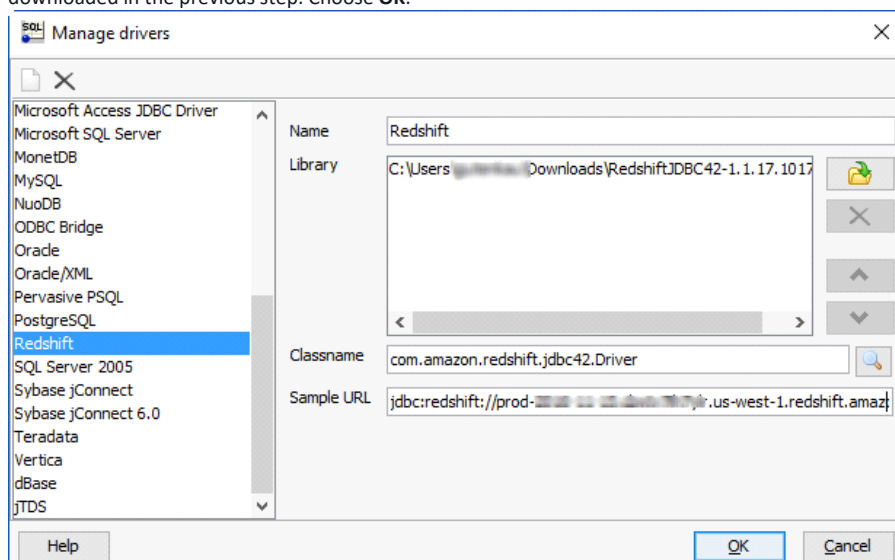 downloaded in the previous step. Choose OK.
SQL
Manage drivers
Microsoft Access JDBC Driver
Microsoft SQL Server
MonetDB
MySQL
NuoDB
ODBC Bridge
Oracle
Oracle/XML
Pervasive PSQL
PostgreSQL
Redshift
SQL Server 2005
Sybase jConnect
Sybase jConnect 6.0
Teradata
Vertica
dBase
jTDS
Name
Redshift
Library
C:\Users Downloads\RedshiftJDBC42-1.1.17.1017
Classname
com.amazon.redshift.jdbc42.Driver
Sample URL
jdbc:redshift://prod- .us-west-1.redshift.amaz
Help
OK
Cancel